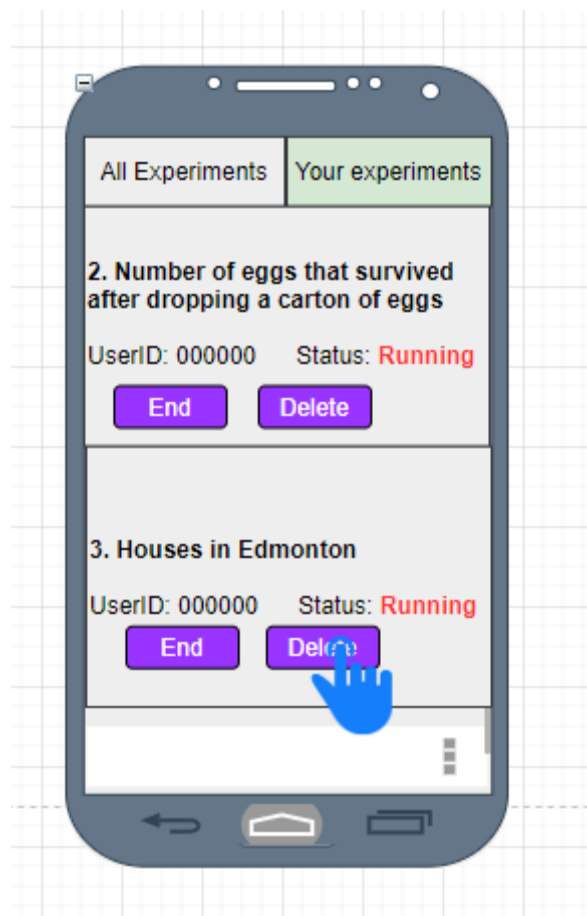 All Experiments
Your experiments
2. Number of eggs that survived
after dropping a carton of eggs
UserID: 000000 Status: Running
End Delete
3. Houses in Edmonton
UserID: 000000 Status: Running
End Delete